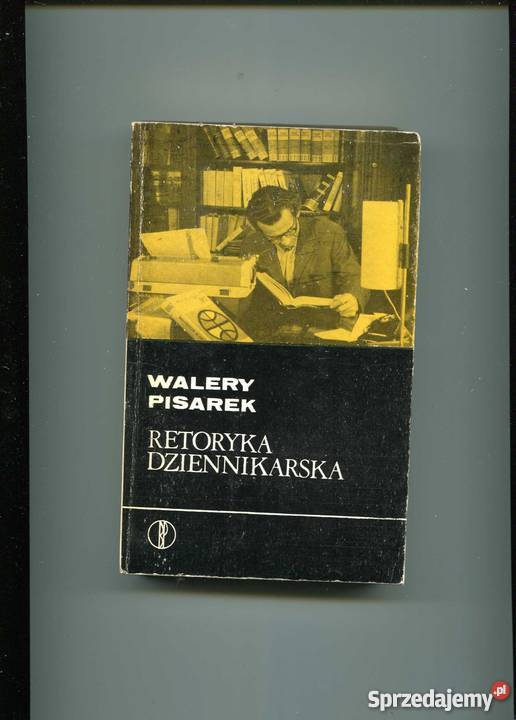 WALERY
PISAREK
RETORYKA
DZIENNIKARSKA
Sprzedajemy.pl